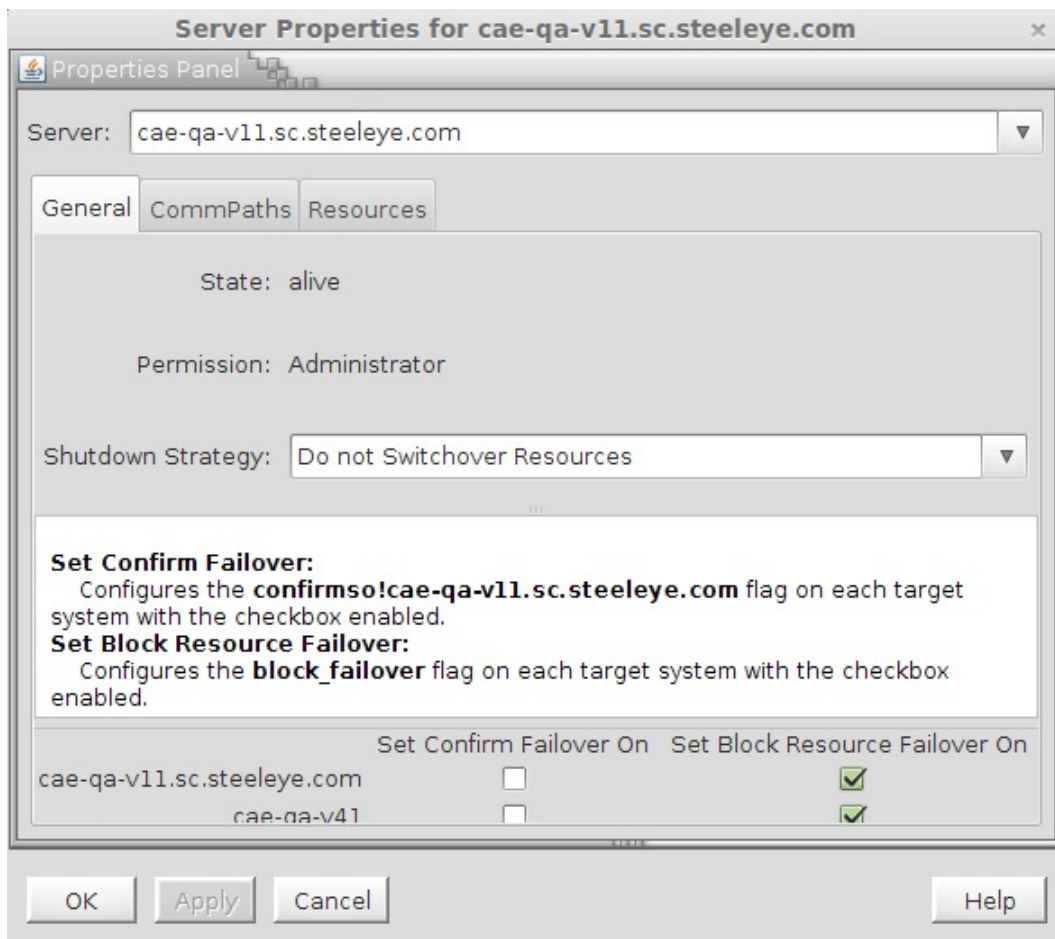 Server Properties for cae-qa-v11.sc.steeleye.com
Properties Panel
Server: cae-qa-v11.sc.steeleye.com
General CommPaths Resources
State: alive
Permission: Administrator
Shutdown Strategy: Do not Switchover Resources
Set Confirm Failover:
Configures the confirmso!cae-qa-v11.sc.steeleye.com flag on each target
system with the checkbox enabled.
Set Block Resource Failover:
Configures the block_failover flag on each target system with the checkbox
enabled.
Set Confirm Failover On Set Block Resource Failover On
cae-qa-v11.sc.steeleye.com
cae-qa-v41
OK Apply Cancel Help